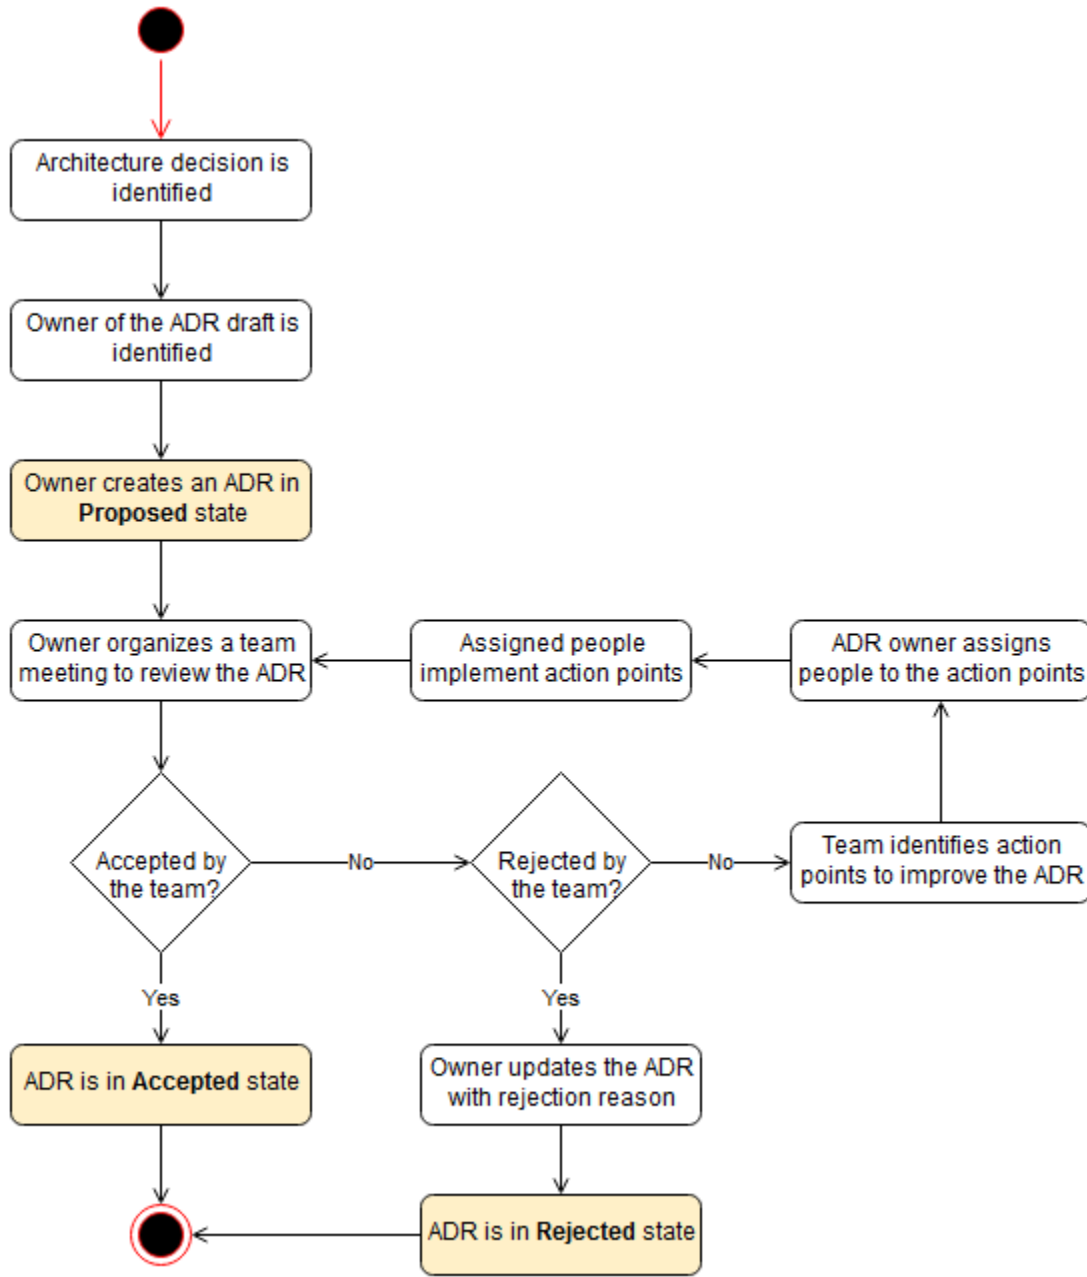 Architecture decision is
identified
Owner of the ADR draft is
identified
Owner creates an ADR in
Proposed state
Owner organizes a team
meeting to review the ADR
Assigned people
implement action points
ADR owner assigns
people to the action points
Accepted by
the team?
No
Rejected by
the team?
No
Team identifies action
points to improve the ADR
Yes
Yes
ADR is in Accepted state
Owner updates the ADR
with rejection reason
ADR is in Rejected state